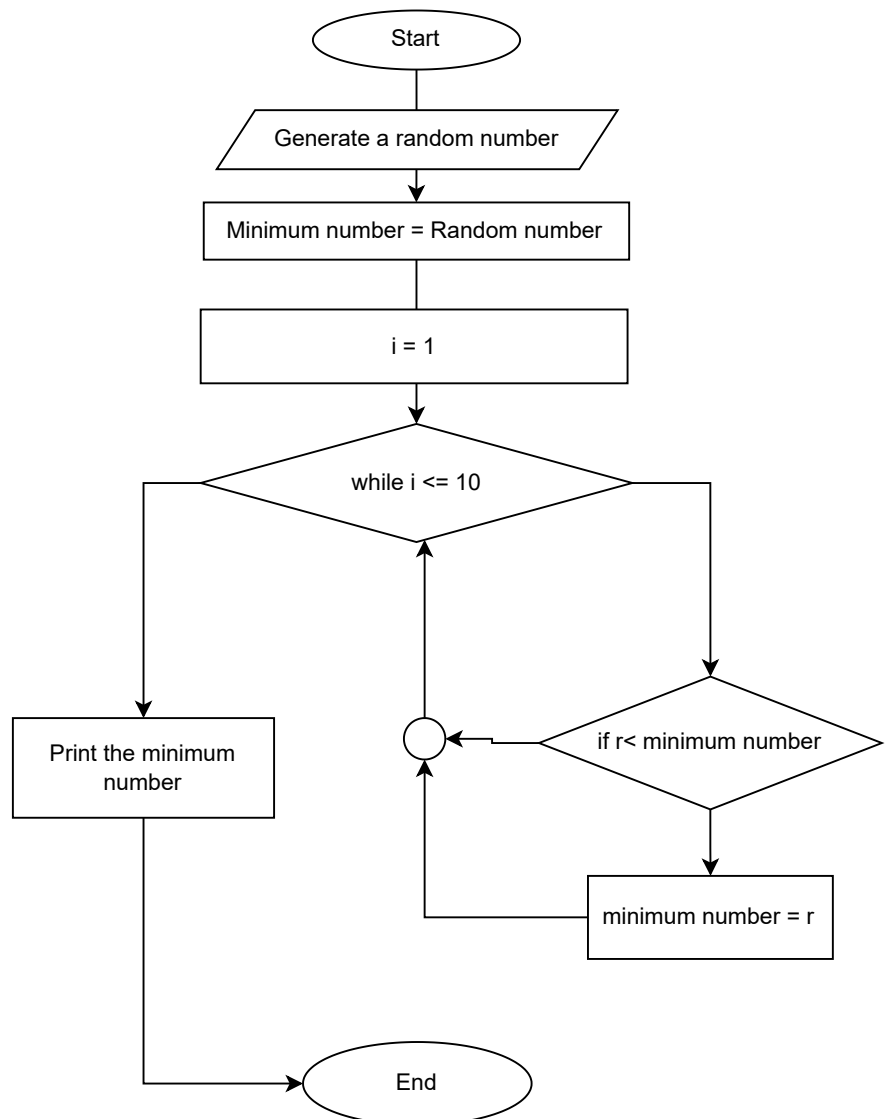 Start
Generate a random number
Minimum number = Random number
i = 1
while i <= 10
if r< minimum number
Print the minimum
number
minimum number = r
End